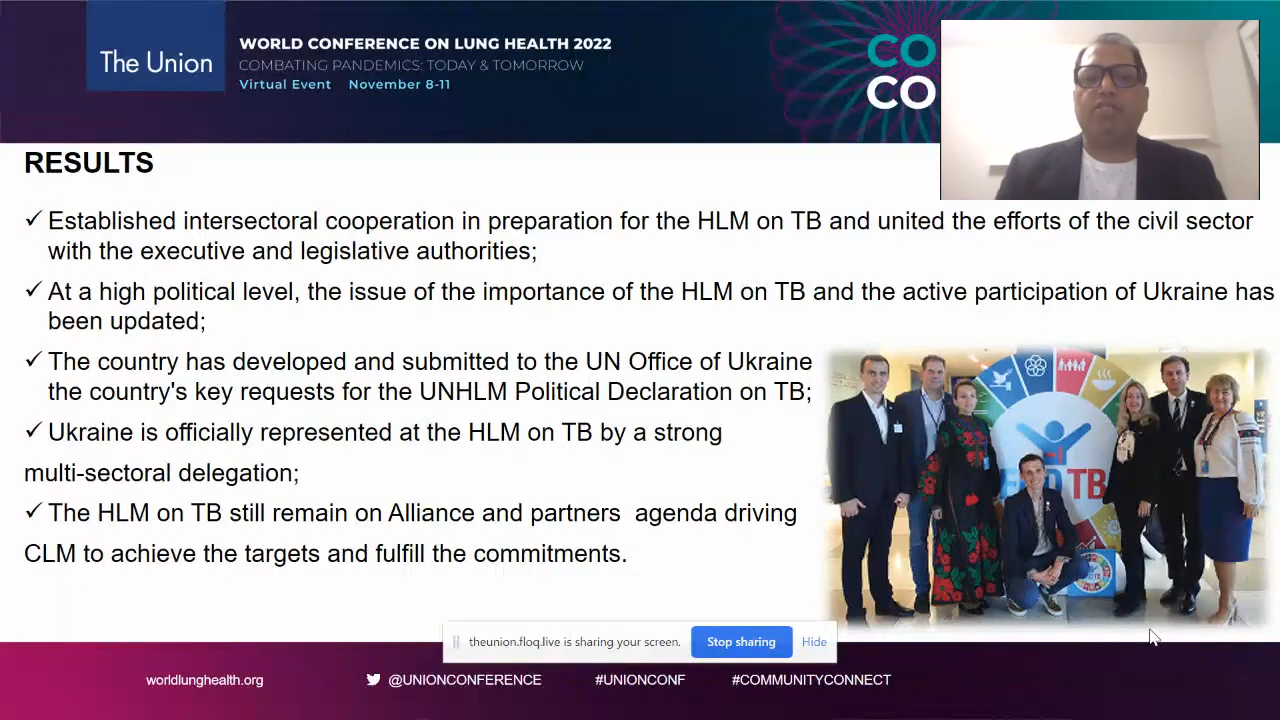 The Union
WORLD CONFERENCE ON LUNG HEALTH 2022
COMBATING PANDEMICS: TODAY & TOMORROW
Virtual Event November 8-11
CO
CO
RESULTS
✓ Established intersectoral cooperation in preparation for the HLM on TB and united the efforts of the civil sector
with the executive and legislative authorities;
✓ At a high political level, the issue of the importance of the HLM on TB and the active participation of Ukraine has
been updated;
✓ The country has developed and submitted to the UN Office of Ukraine
the country's key requests for the UNHLM Political Declaration on TB;
✓ Ukraine is officially represented at the HLM on TB by a strong
multi-sectoral delegation;
✓ The HLM on TB still remain on Alliance and partners agenda driving
CLM to achieve the targets and fulfill the commitments.
TB
TB
theunion.floq.live is sharing your screen. Stop sharing Hide
worldlunghealth.org @UNIONCONFERENCE #UNIONCONF #COMMUNITYCONNECT